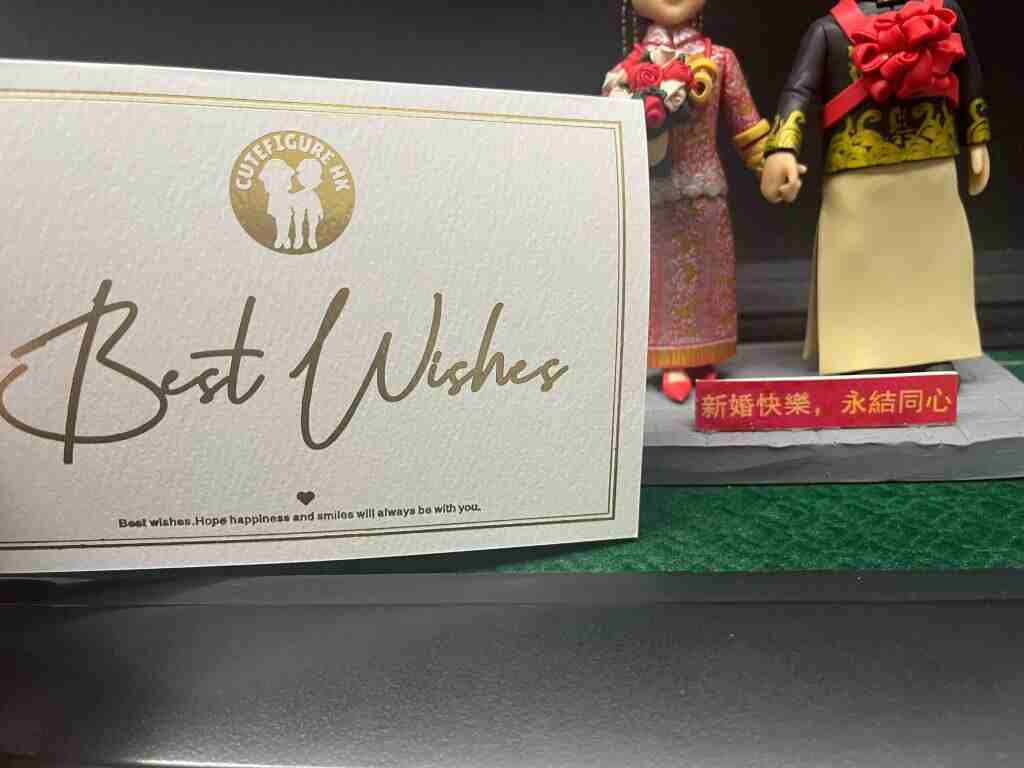 CUTEFIGURE HK
Best Wishes
Best wishes.Hope happiness and smiles will always be with you.
新婚快樂，永結同心